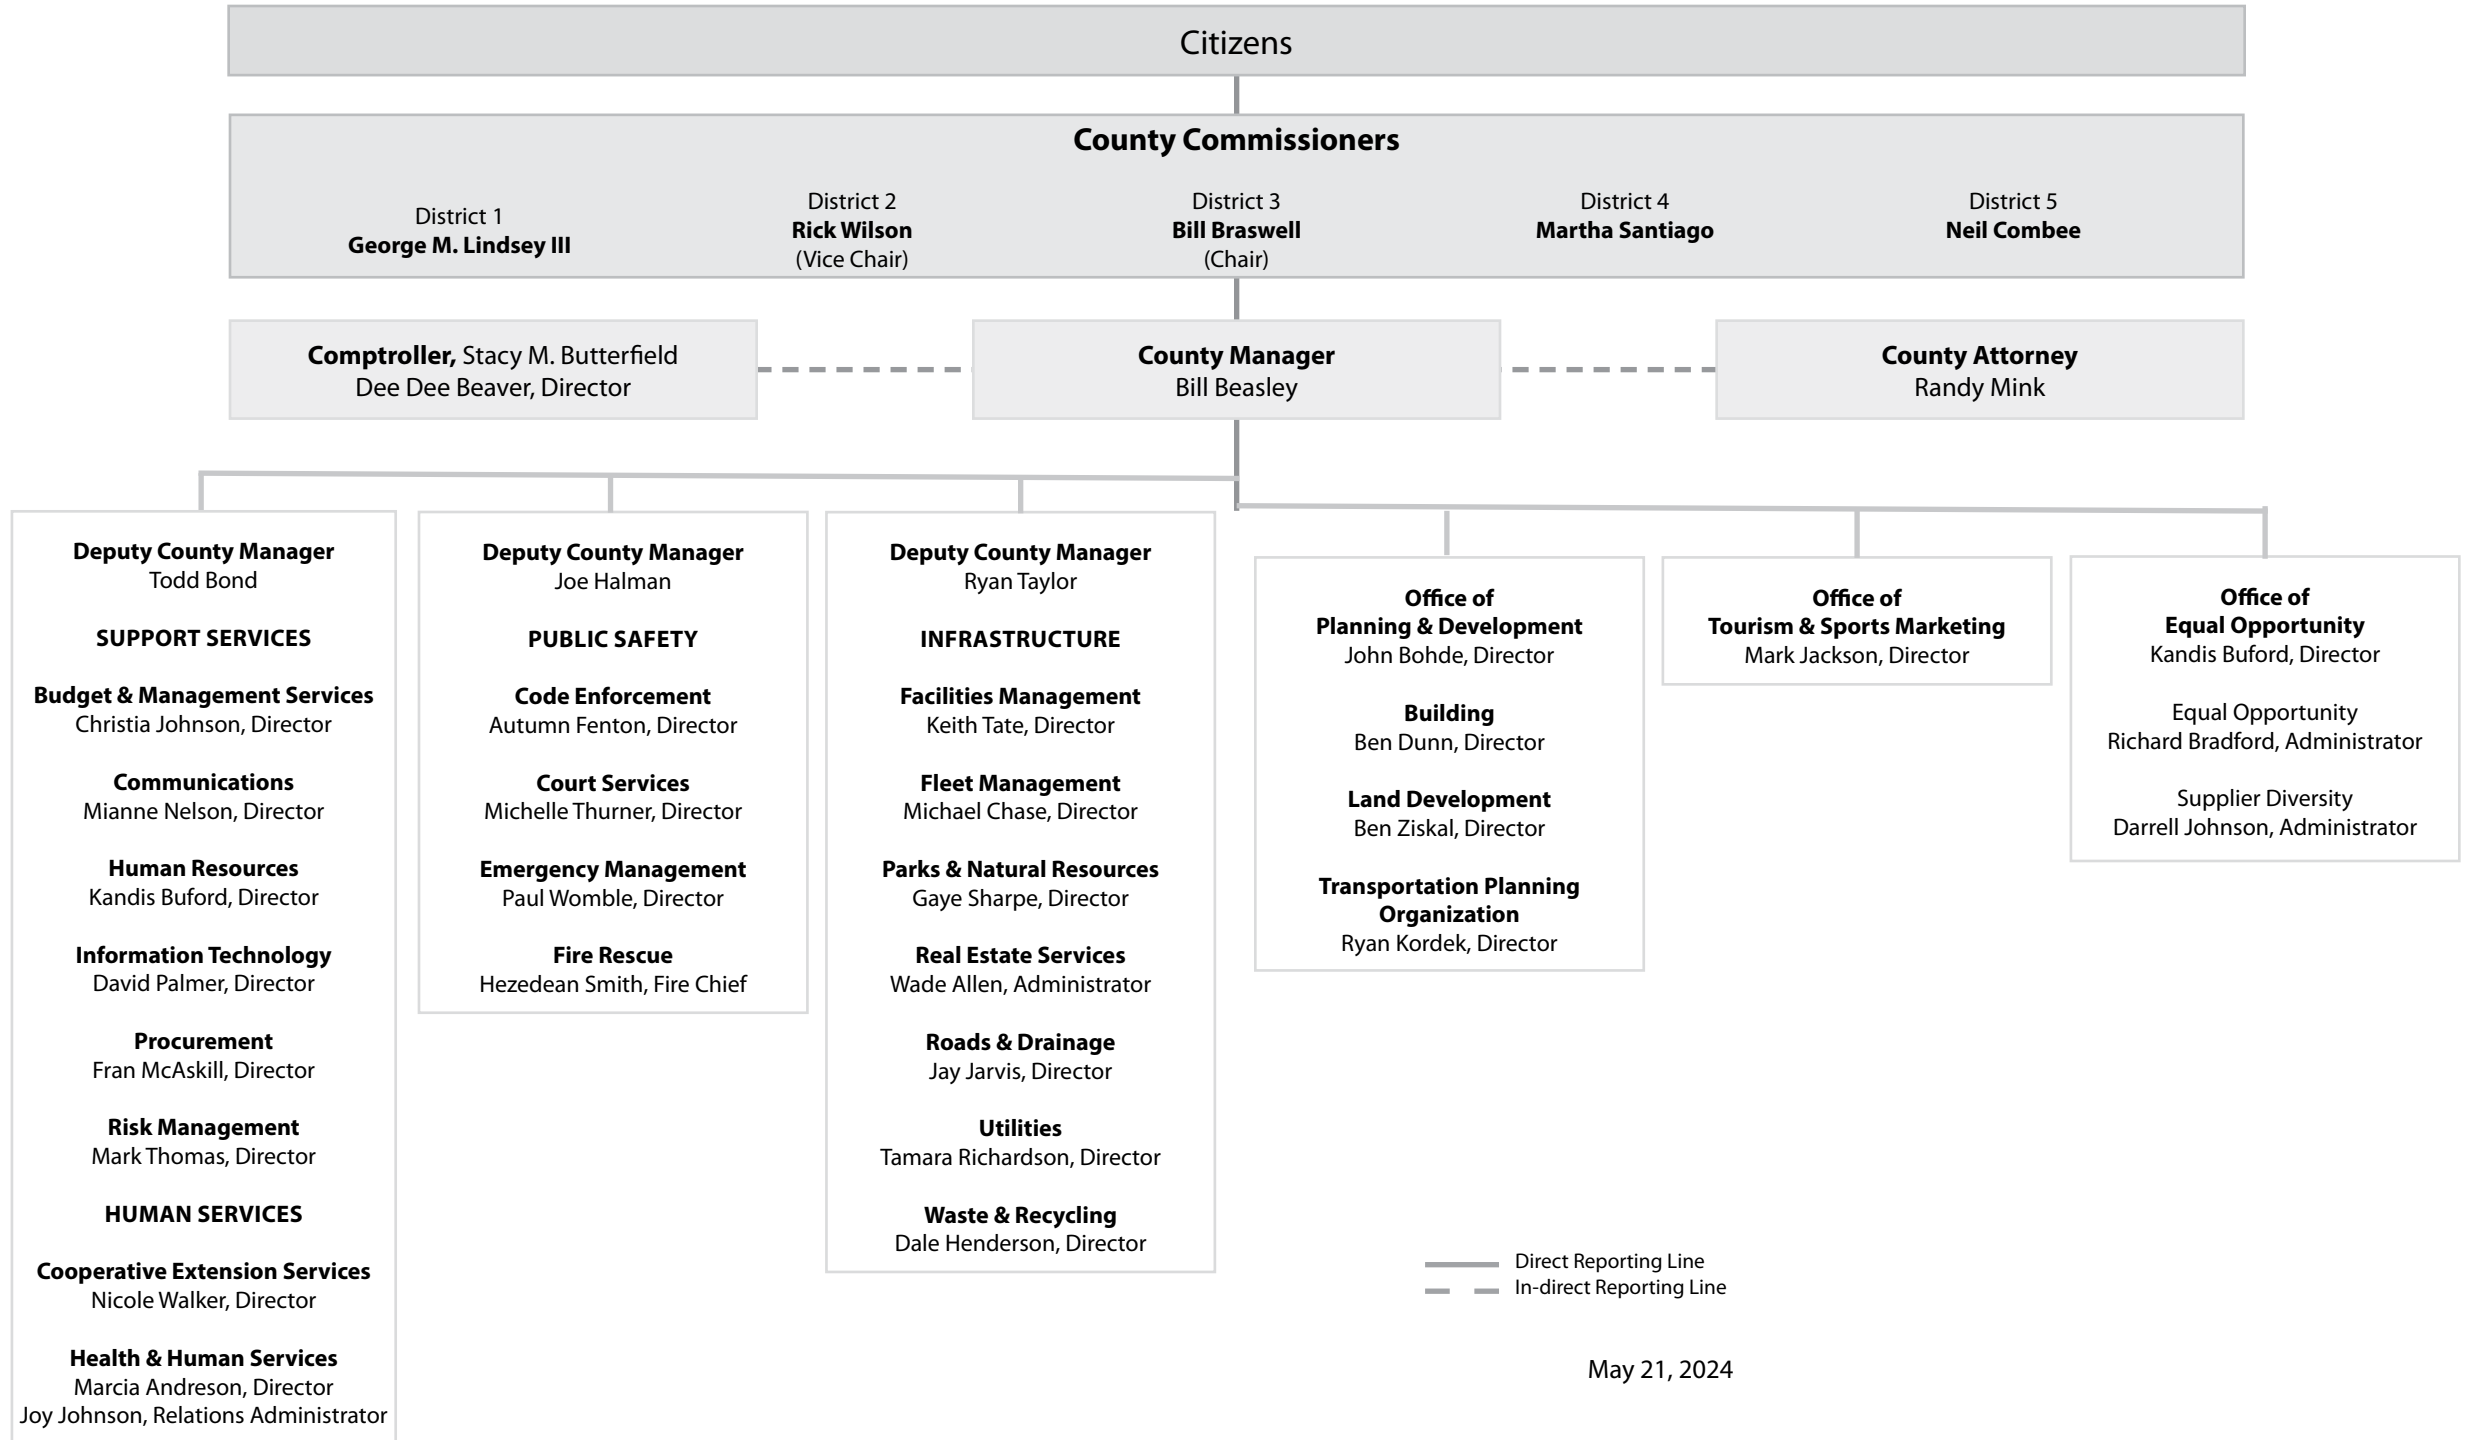 Citizens
County Commissioners
District 1
George M. Lindsey III
District 2
Rick Wilson
(Vice Chair)
District 3
Bill Braswell
(Chair)
District 4
Martha Santiago
District 5
Neil Combee
Comptroller, Stacy M. Butterfield
Dee Dee Beaver, Director
County Manager
Bill Beasley
County Attorney
Randy Mink
Deputy County Manager
Todd Bond
SUPPORT SERVICES
Budget & Management Services
Christia Johnson, Director
Communications
Mianne Nelson, Director
Human Resources
Kandis Buford, Director
Information Technology
David Palmer, Director
Procurement
Fran McAskill, Director
Risk Management
Mark Thomas, Director
HUMAN SERVICES
Cooperative Extension Services
Nicole Walker, Director
Health & Human Services
Marcia Andreson, Director
Joy Johnson, Relations Administrator
Deputy County Manager
Joe Halman
PUBLIC SAFETY
Code Enforcement
Autumn Fenton, Director
Court Services
Michelle Thurner, Director
Emergency Management
Paul Womble, Director
Fire Rescue
Hezedean Smith, Fire Chief
Deputy County Manager
Ryan Taylor
INFRASTRUCTURE
Facilities Management
Keith Tate, Director
Fleet Management
Michael Chase, Director
Parks & Natural Resources
Gaye Sharpe, Director
Real Estate Services
Wade Allen, Administrator
Roads & Drainage
Jay Jarvis, Director
Utilities
Tamara Richardson, Director
Waste & Recycling
Dale Henderson, Director
Office of
Planning & Development
John Bohde, Director
Building
Ben Dunn, Director
Land Development
Ben Ziskal, Director
Transportation Planning
Organization
Ryan Kordek, Director
Office of
Tourism & Sports Marketing
Mark Jackson, Director
Office of
Equal Opportunity
Kandis Buford, Director
Equal Opportunity
Richard Bradford, Administrator
Supplier Diversity
Darrell Johnson, Administrator
Direct Reporting Line
In-direct Reporting Line
May 21, 2024